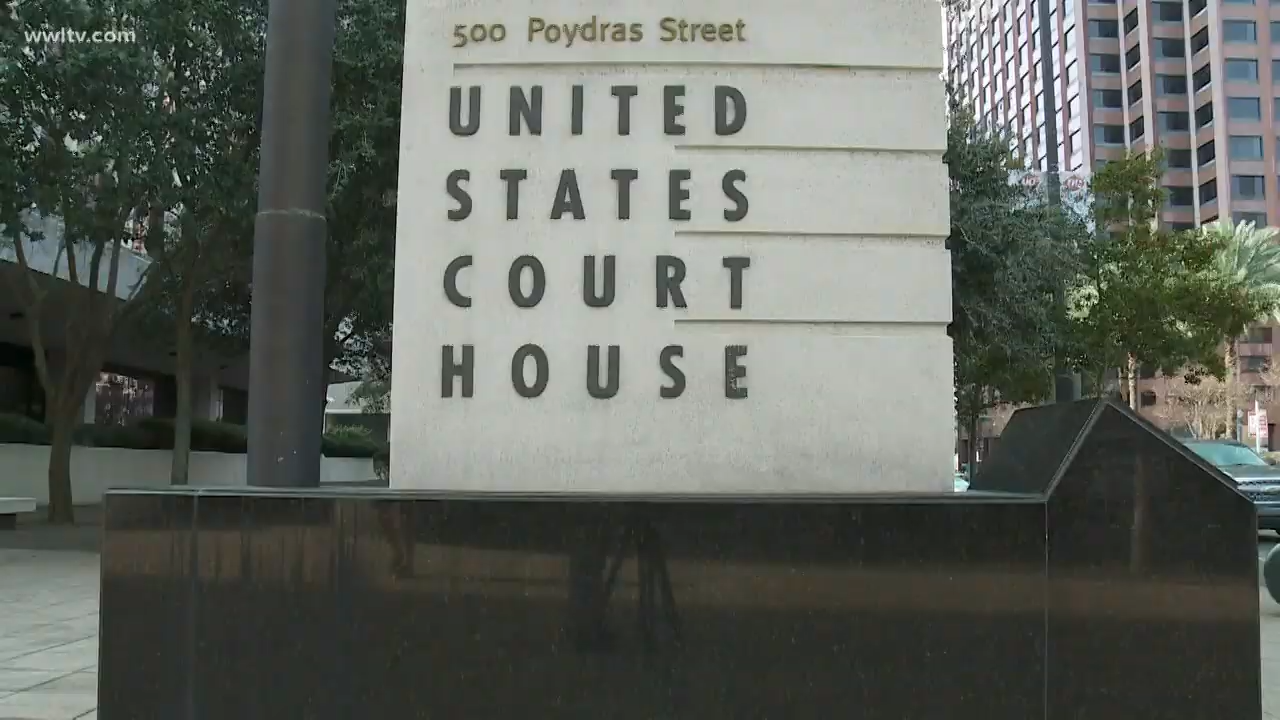 wwltv.com
500 Poydras Street
UNITED
STATES
COURT
HOUSE